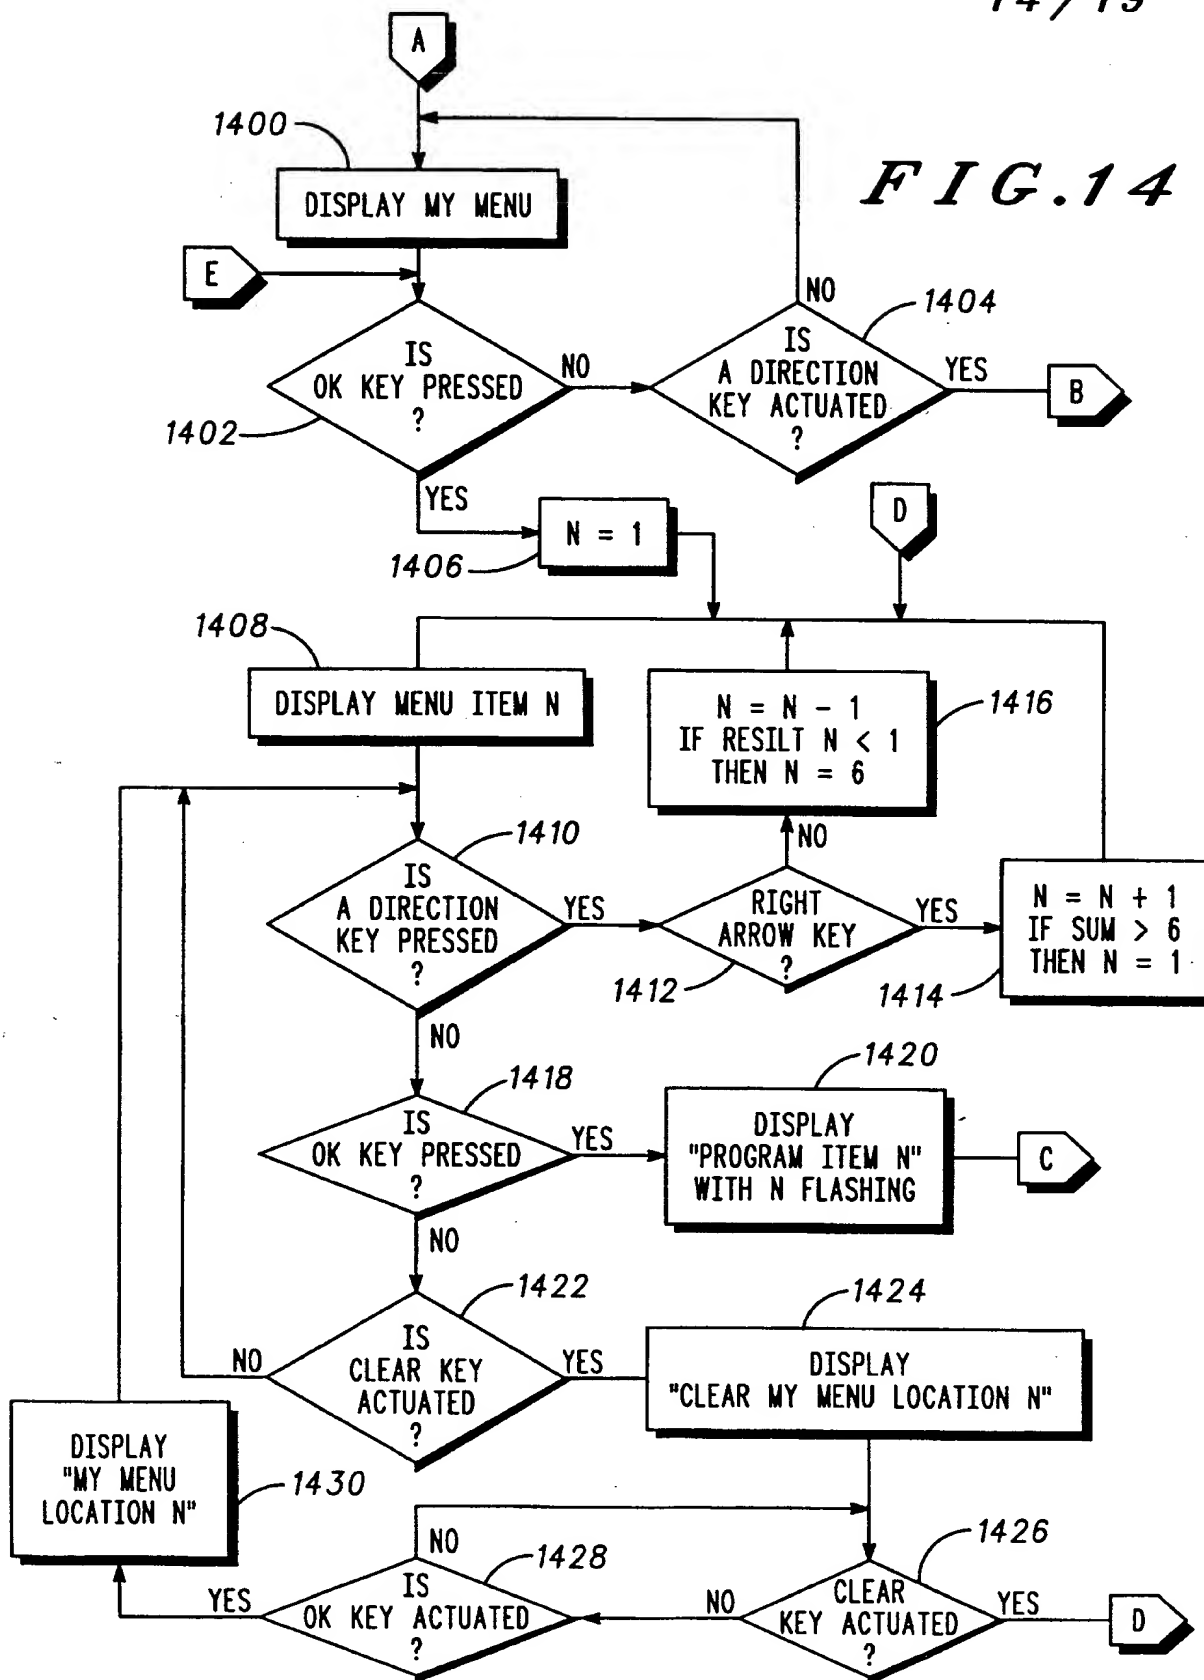 14/19
A
1400
FIG.14
DISPLAY MY MENU
E
NO
1404
IS
OK KEY PRESSED
?
NO
IS
A DIRECTION
KEY ACTUATED
?
YES
B
1402
YES
N = 1
D
1406
1408
DISPLAY MENU ITEM N
N = N - 1
IF RESILT N < 1
THEN N = 6
1416
1410
NO
IS
A DIRECTION
KEY PRESSED
?
YES
RIGHT
ARROW KEY
?
YES
N = N + 1
IF SUM > 6
THEN N = 1
1412
1414
NO
1420
1418
IS
OK KEY PRESSED
?
YES
DISPLAY
"PROGRAM ITEM N"
WITH N FLASHING
C
NO
1422
1424
NO
IS
CLEAR KEY
ACTUATED
?
YES
DISPLAY
"CLEAR MY MENU LOCATION N"
DISPLAY
"MY MENU
LOCATION N"
1430
NO
1428
1426
YES
IS
OK KEY ACTUATED
?
NO
CLEAR
KEY ACTUATED
?
YES
D